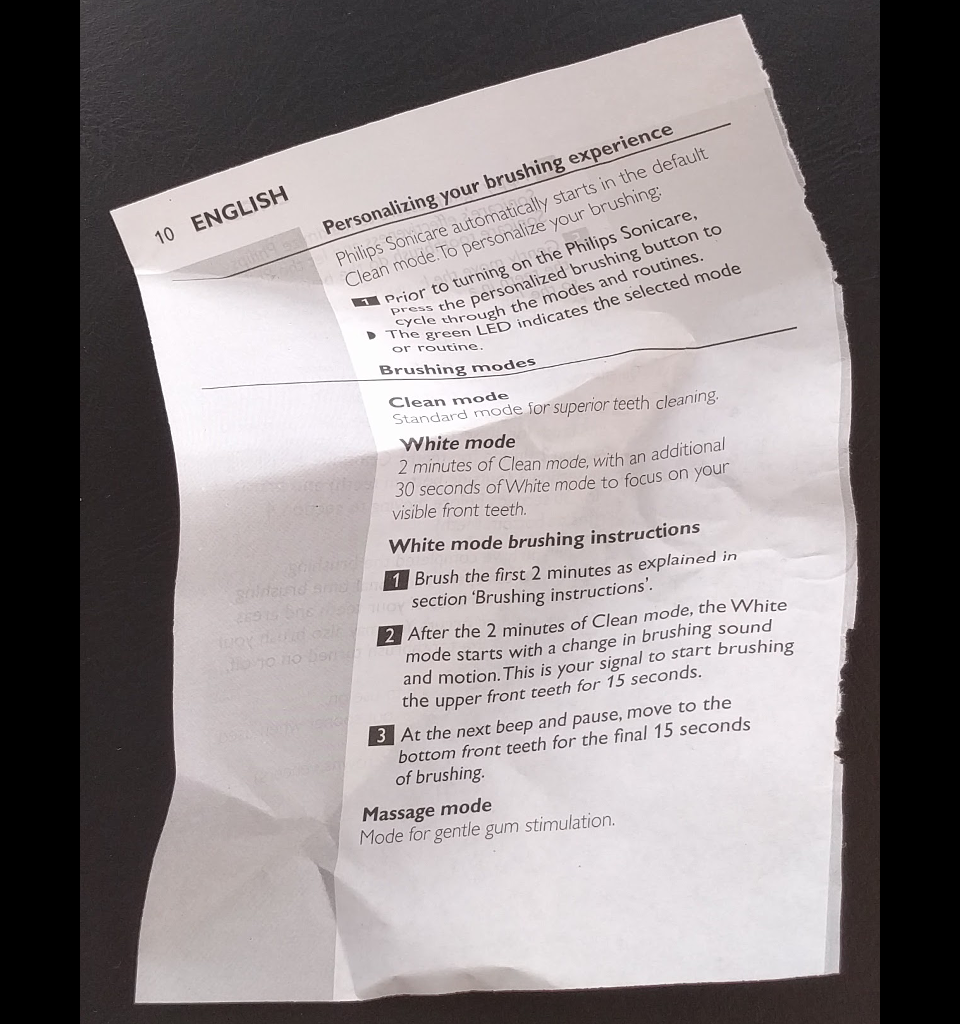 10 ENGLISH
Personalizing your brushing experience
Philips Sonicare automatically starts in the default
Clean mode. To personalize your brushing:
1 Prior to turning on the Philips Sonicare,
press the personalized brushing button to
cycle through the modes and routines.
The green LED indicates the selected mode
or routine.
Brushing modes
Clean mode
Standard mode for superior teeth cleaning.
White mode
2 minutes of Clean mode, with an additional
30 seconds of White mode to focus on your
visible front teeth.
White mode brushing instructions
1 Brush the first 2 minutes as explained in
section ‘Brushing instructions’.
2 After the 2 minutes of Clean mode, the White
mode starts with a change in brushing sound
and motion. This is your signal to start brushing
the upper front teeth for 15 seconds.
3 At the next beep and pause, move to the
bottom front teeth for the final 15 seconds
of brushing.
Massage mode
Mode for gentle gum stimulation.